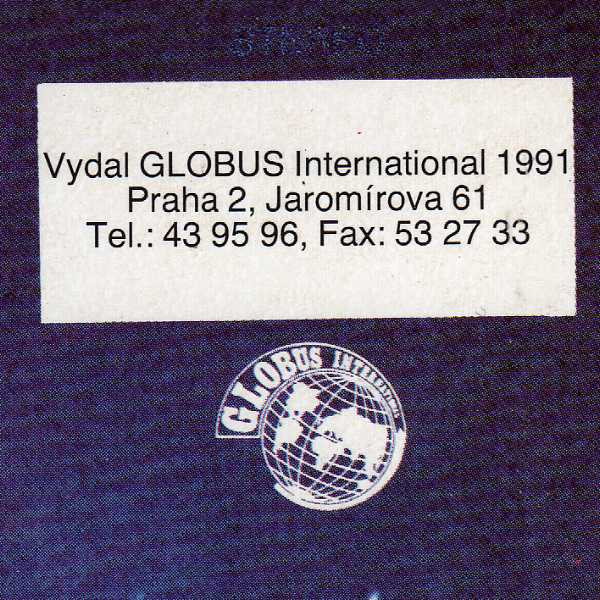 Vydal GLOBUS International 1991
Praha 2, Jaromírova 61
Tel.: 43 95 96, Fax: 53 27 33
GLOBUS INTERNATIONAL